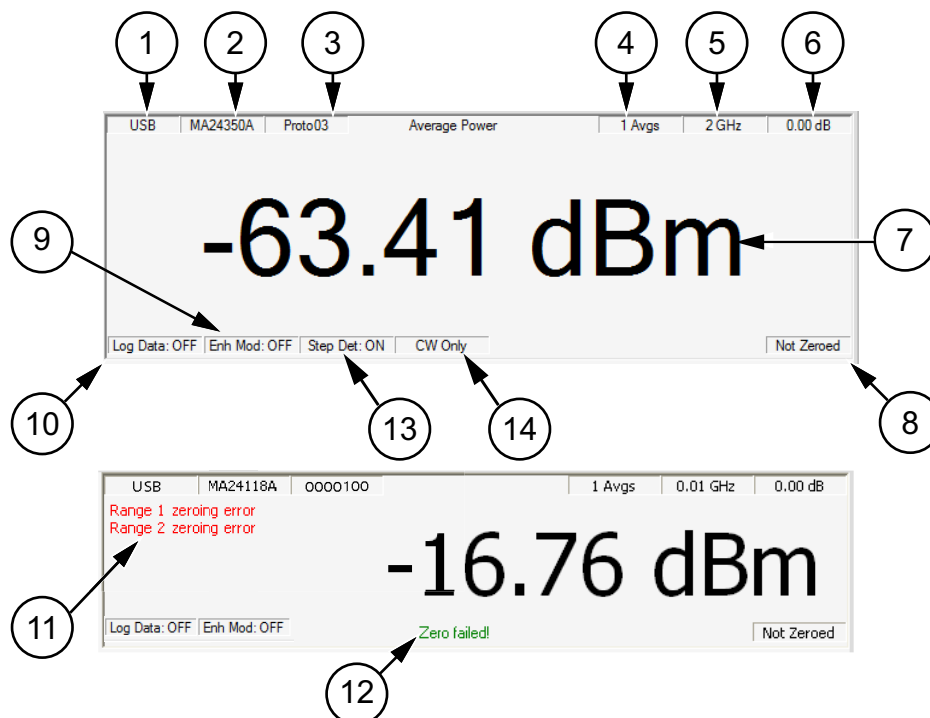 1 2 3 4 5 6
USB MA24350A Proto03 Average Power 1 Avgs 2 GHz 0.00 dB
9 -63.41 dBm 7
Log Data: OFF Enh Mod: OFF Step Det: ON CW Only Not Zeroed
10 13 14 8
USB MA24118A 0000100 1 Avgs 0.01 GHz 0.00 dB
Range 1 zeroing error
Range 2 zeroing error
-16.76 dBm
11 Log Data: OFF Enh Mod: OFF Zero failed! Not Zeroed
12